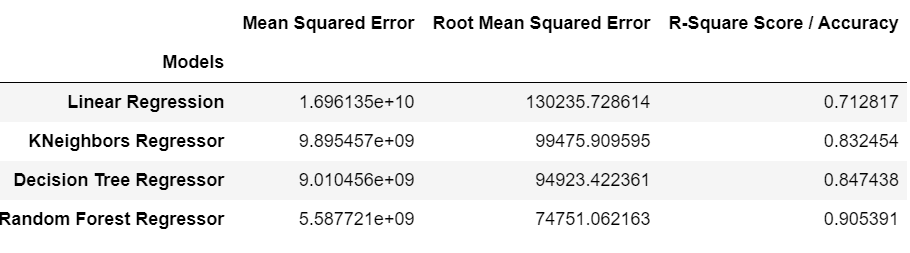 Mean Squared Error Root Mean Squared Error R-Square Score / Accuracy
Models
Linear Regression 1.696135e+10 130235.728614 0.712817
KNeighbors Regressor 9.895457e+09 99475.909595 0.832454
Decision Tree Regressor 9.010456e+09 94923.422361 0.847438
Random Forest Regressor 5.587721e+09 74751.062163 0.905391